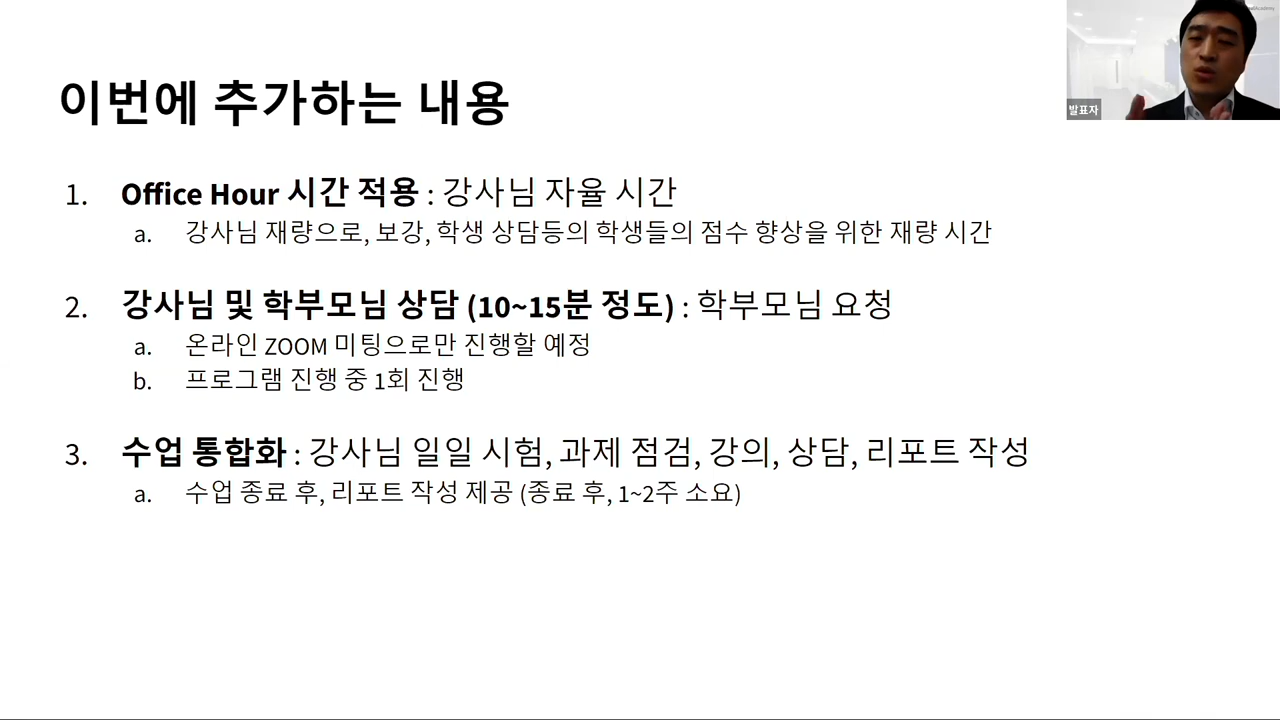 이번에 추가하는 내용
발표자
1. Office Hour 시간 적용 : 강사님 자율 시간
a. 강사님 재량으로, 보강, 학생 상담등의 학생들의 점수 향상을 위한 재량 시간
2. 강사님 및 학부모님 상담 (10~15분 정도) : 학부모님 요청
a. 온라인 ZOOM 미팅으로만 진행할 예정
b. 프로그램 진행 중 1회 진행
3. 수업 통합화 : 강사님 일일 시험, 과제 점검, 강의, 상담, 리포트 작성
a. 수업 종료 후, 리포트 작성 제공 (종료 후, 1~2주 소요)